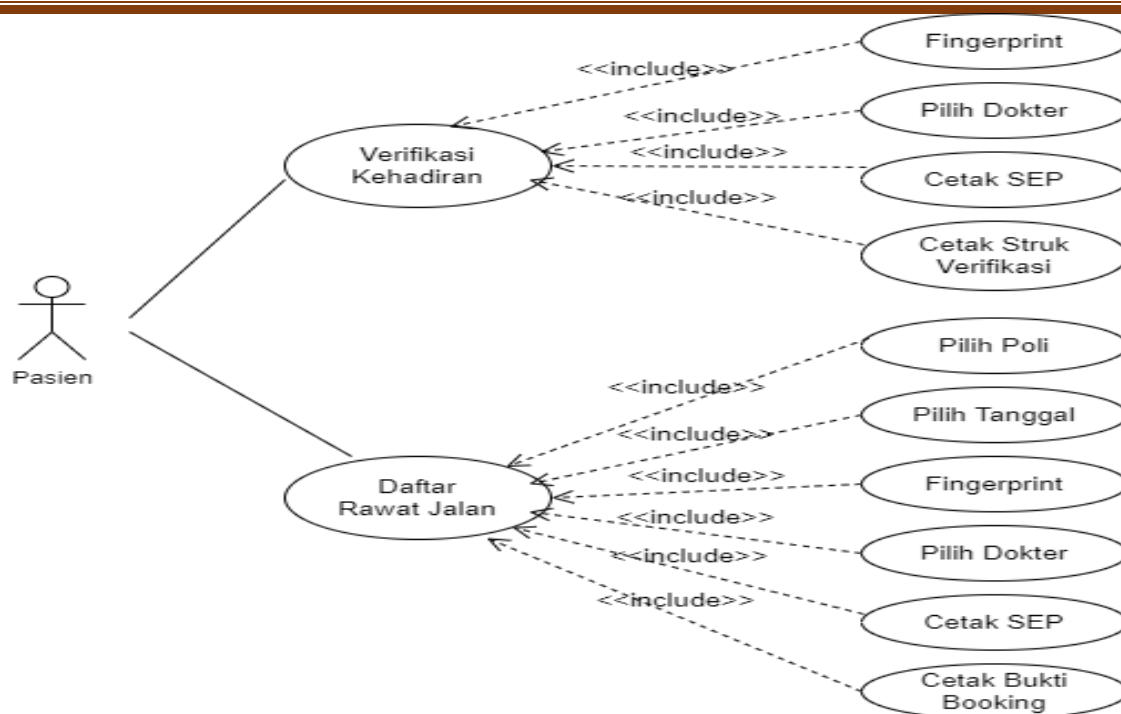 Fingerprint
<<include>>
Pilih Dokter
<<include>>
Verifikasi
Kehadiran
<<include>>
Cetak SEP
<<include>>
Cetak Struk
Verifikasi
Pasien
Pilih Poli
<<include>>
Pilih Tanggal
<<include>>
Daftar
Rawat Jalan
<<include>>
Fingerprint
<<include>>
Pilih Dokter
<<include>>
Cetak SEP
<<include>>
Cetak Bukti
Booking